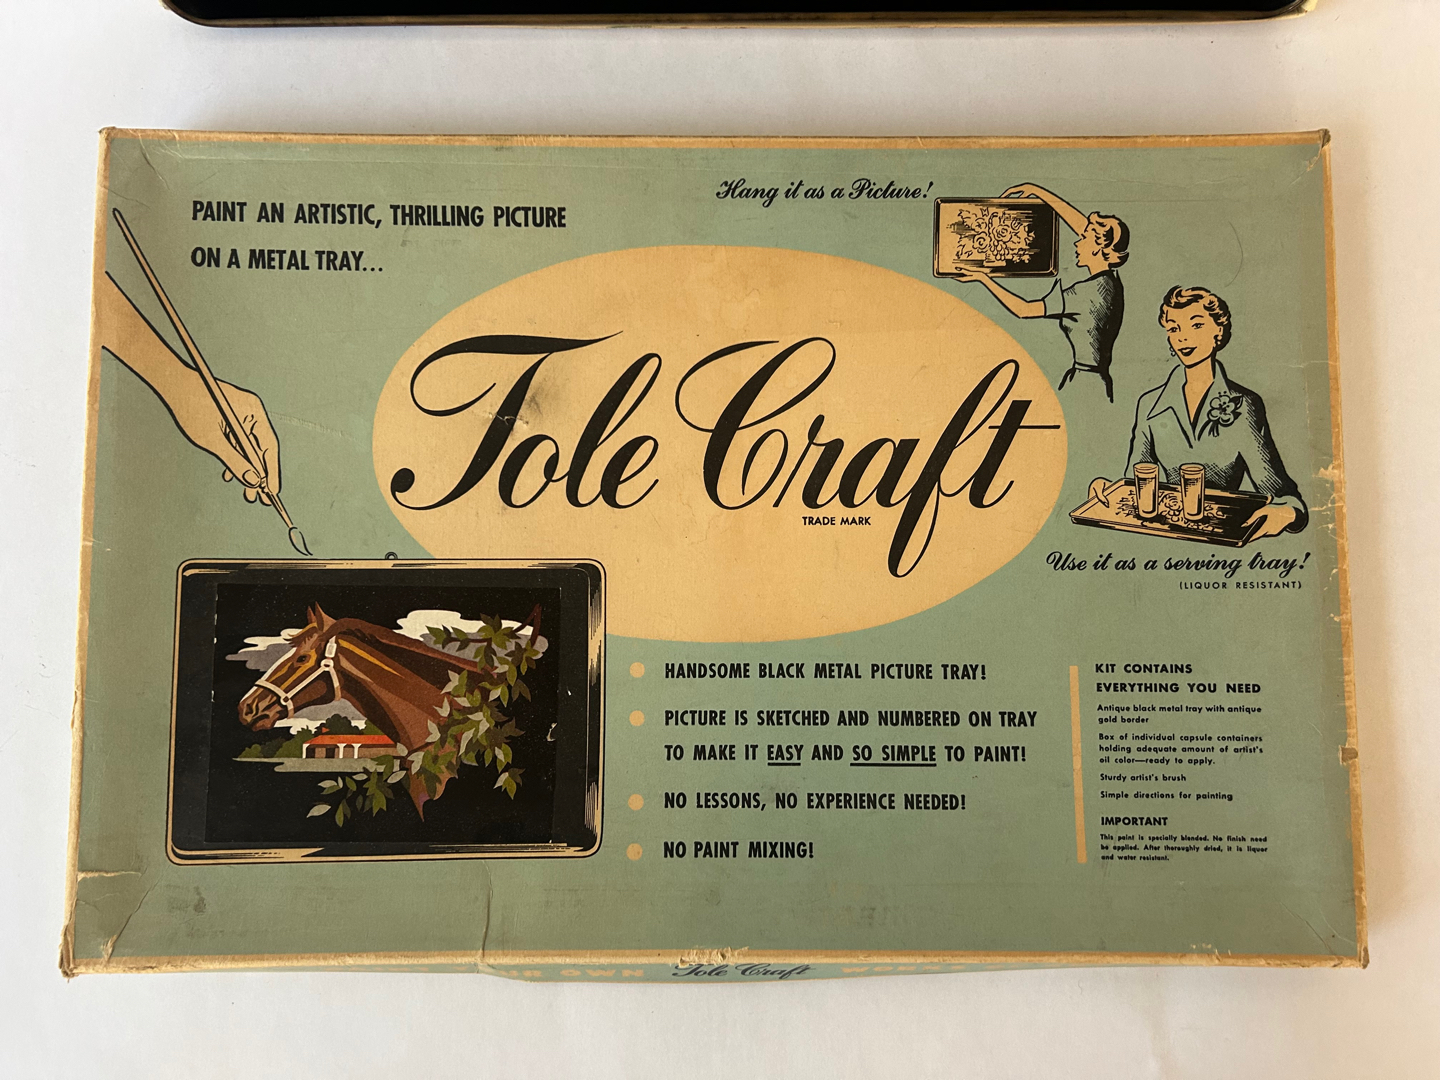 PAINT AN ARTISTIC, THRILLING PICTURE
ON A METAL TRAY...
Hang it as a Picture!
Tole Craft
TRADE MARK
Use it as a serving tray!
(LIQUOR RESISTANT)
HANDSOME BLACK METAL PICTURE TRAY!
PICTURE IS SKETCHED AND NUMBERED ON TRAY
TO MAKE IT EASY AND SO SIMPLE TO PAINT!
NO LESSONS, NO EXPERIENCE NEEDED!
NO PAINT MIXING!
KIT CONTAINS
EVERYTHING YOU NEED
Antique black metal tray with antique
gold border
Box of individual capsule containers
holding adequate amount of artist's
oil color—ready to apply.
Sturdy artist's brush
Simple directions for painting
IMPORTANT
This paint is specially blended. No finish need
be applied. After thoroughly dried, it is liquor
and water resistant.
OWN Tole Craft